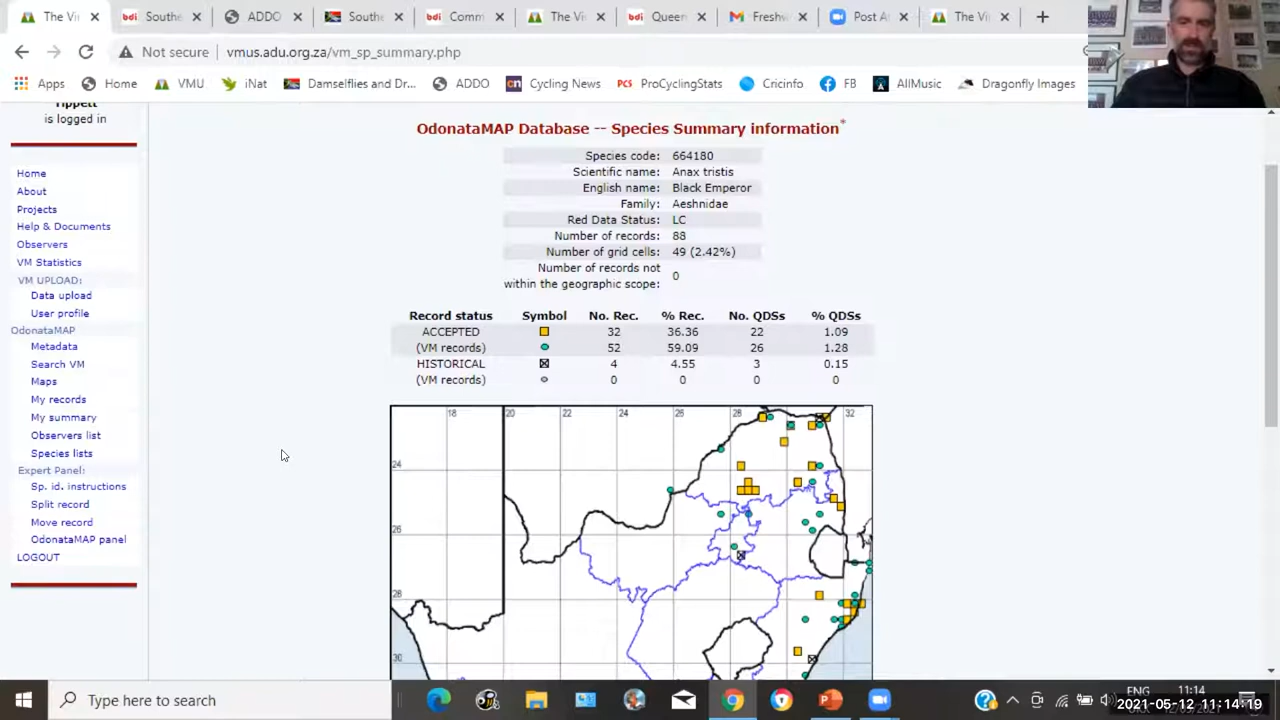 The Vi
Southe
ADDO
Southe
Comm
The Vi
Queer
Freshw
Post A
The Vi
Not secure
vmus.adu.org.za/vm_sp_summary.php
Apps
Home
VMU
iNat
Damselflies and Dr...
ADDO
Cycling News
ProCyclingStats
Cricinfo
FB
AllMusic
Dragonfly Images
Tippett
is logged in
Home
About
Projects
Help & Documents
Observers
VM Statistics
VM UPLOAD:
Data upload
User profile
OdonataMAP
Metadata
Search VM
Maps
My records
My summary
Observers list
Species lists
Expert Panel:
Sp. id. instructions
Split record
Move record
OdonataMAP panel
LOGOUT
OdonataMAP Database -- Species Summary information*
Species code: 664180
Scientific name: Anax tristis
English name: Black Emperor
Family: Aeshnidae
Red Data Status: LC
Number of records: 88
Number of grid cells: 49 (2.42%)
Number of records not
within the geographic scope: 0
Record status Symbol No. Rec. % Rec. No. QDSs % QDSs
ACCEPTED 32 36.36 22 1.09
(VM records) 52 59.09 26 1.28
HISTORICAL 4 4.55 3 0.15
(VM records) 0 0 0 0
18 20 22 24 26 28 32
24
26
28
30
Type here to search
ENG
11:14
2021-05-12 11:14:19